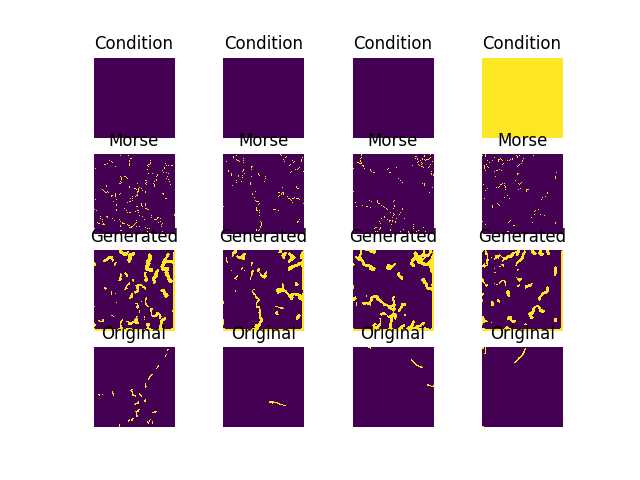 Condition Condition Condition Condition
Morse Morse Morse Morse
Generated Generated Generated Generated
Original Original Original Original